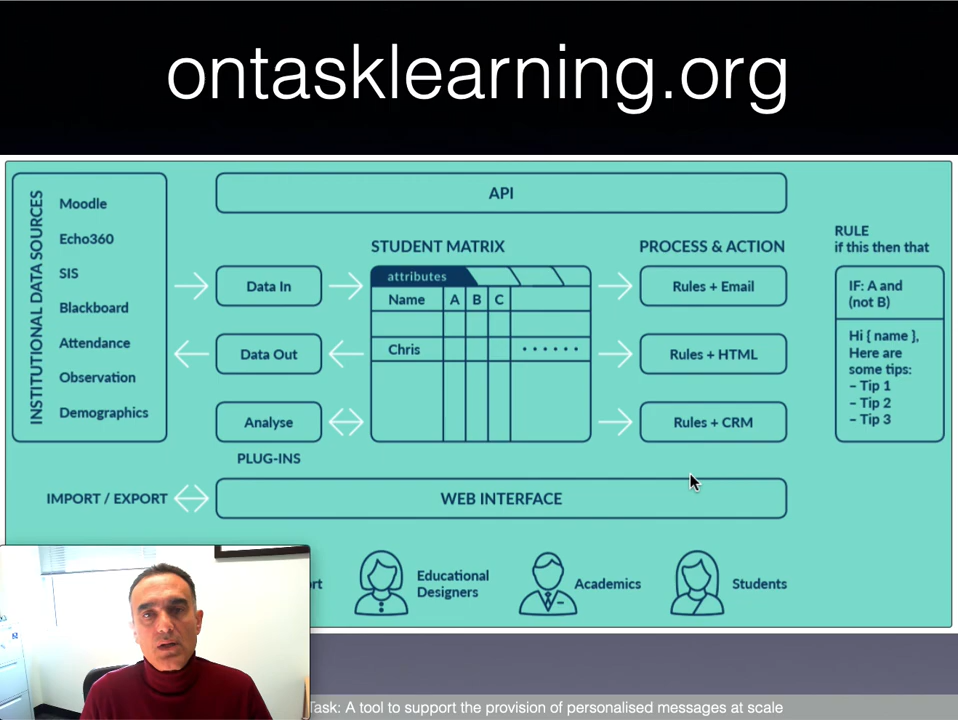 ontasklearning.org
API
INSTITUTIONAL DATA SOURCES
Moodle
Echo360
SIS
Blackboard
Attendance
Observation
Demographics
Data In
Data Out
Analyse
PLUG-INS
STUDENT MATRIX
attributes
Name A B C
Chris ......
PROCESS & ACTION
Rules + Email
Rules + HTML
Rules + CRM
RULE
if this then that
IF: A and
(not B)
Hi { name },
Here are
some tips:
– Tip 1
– Tip 2
– Tip 3
IMPORT / EXPORT
WEB INTERFACE
Educational
Designers
Academics
Students
Task: A tool to support the provision of personalised messages at scale